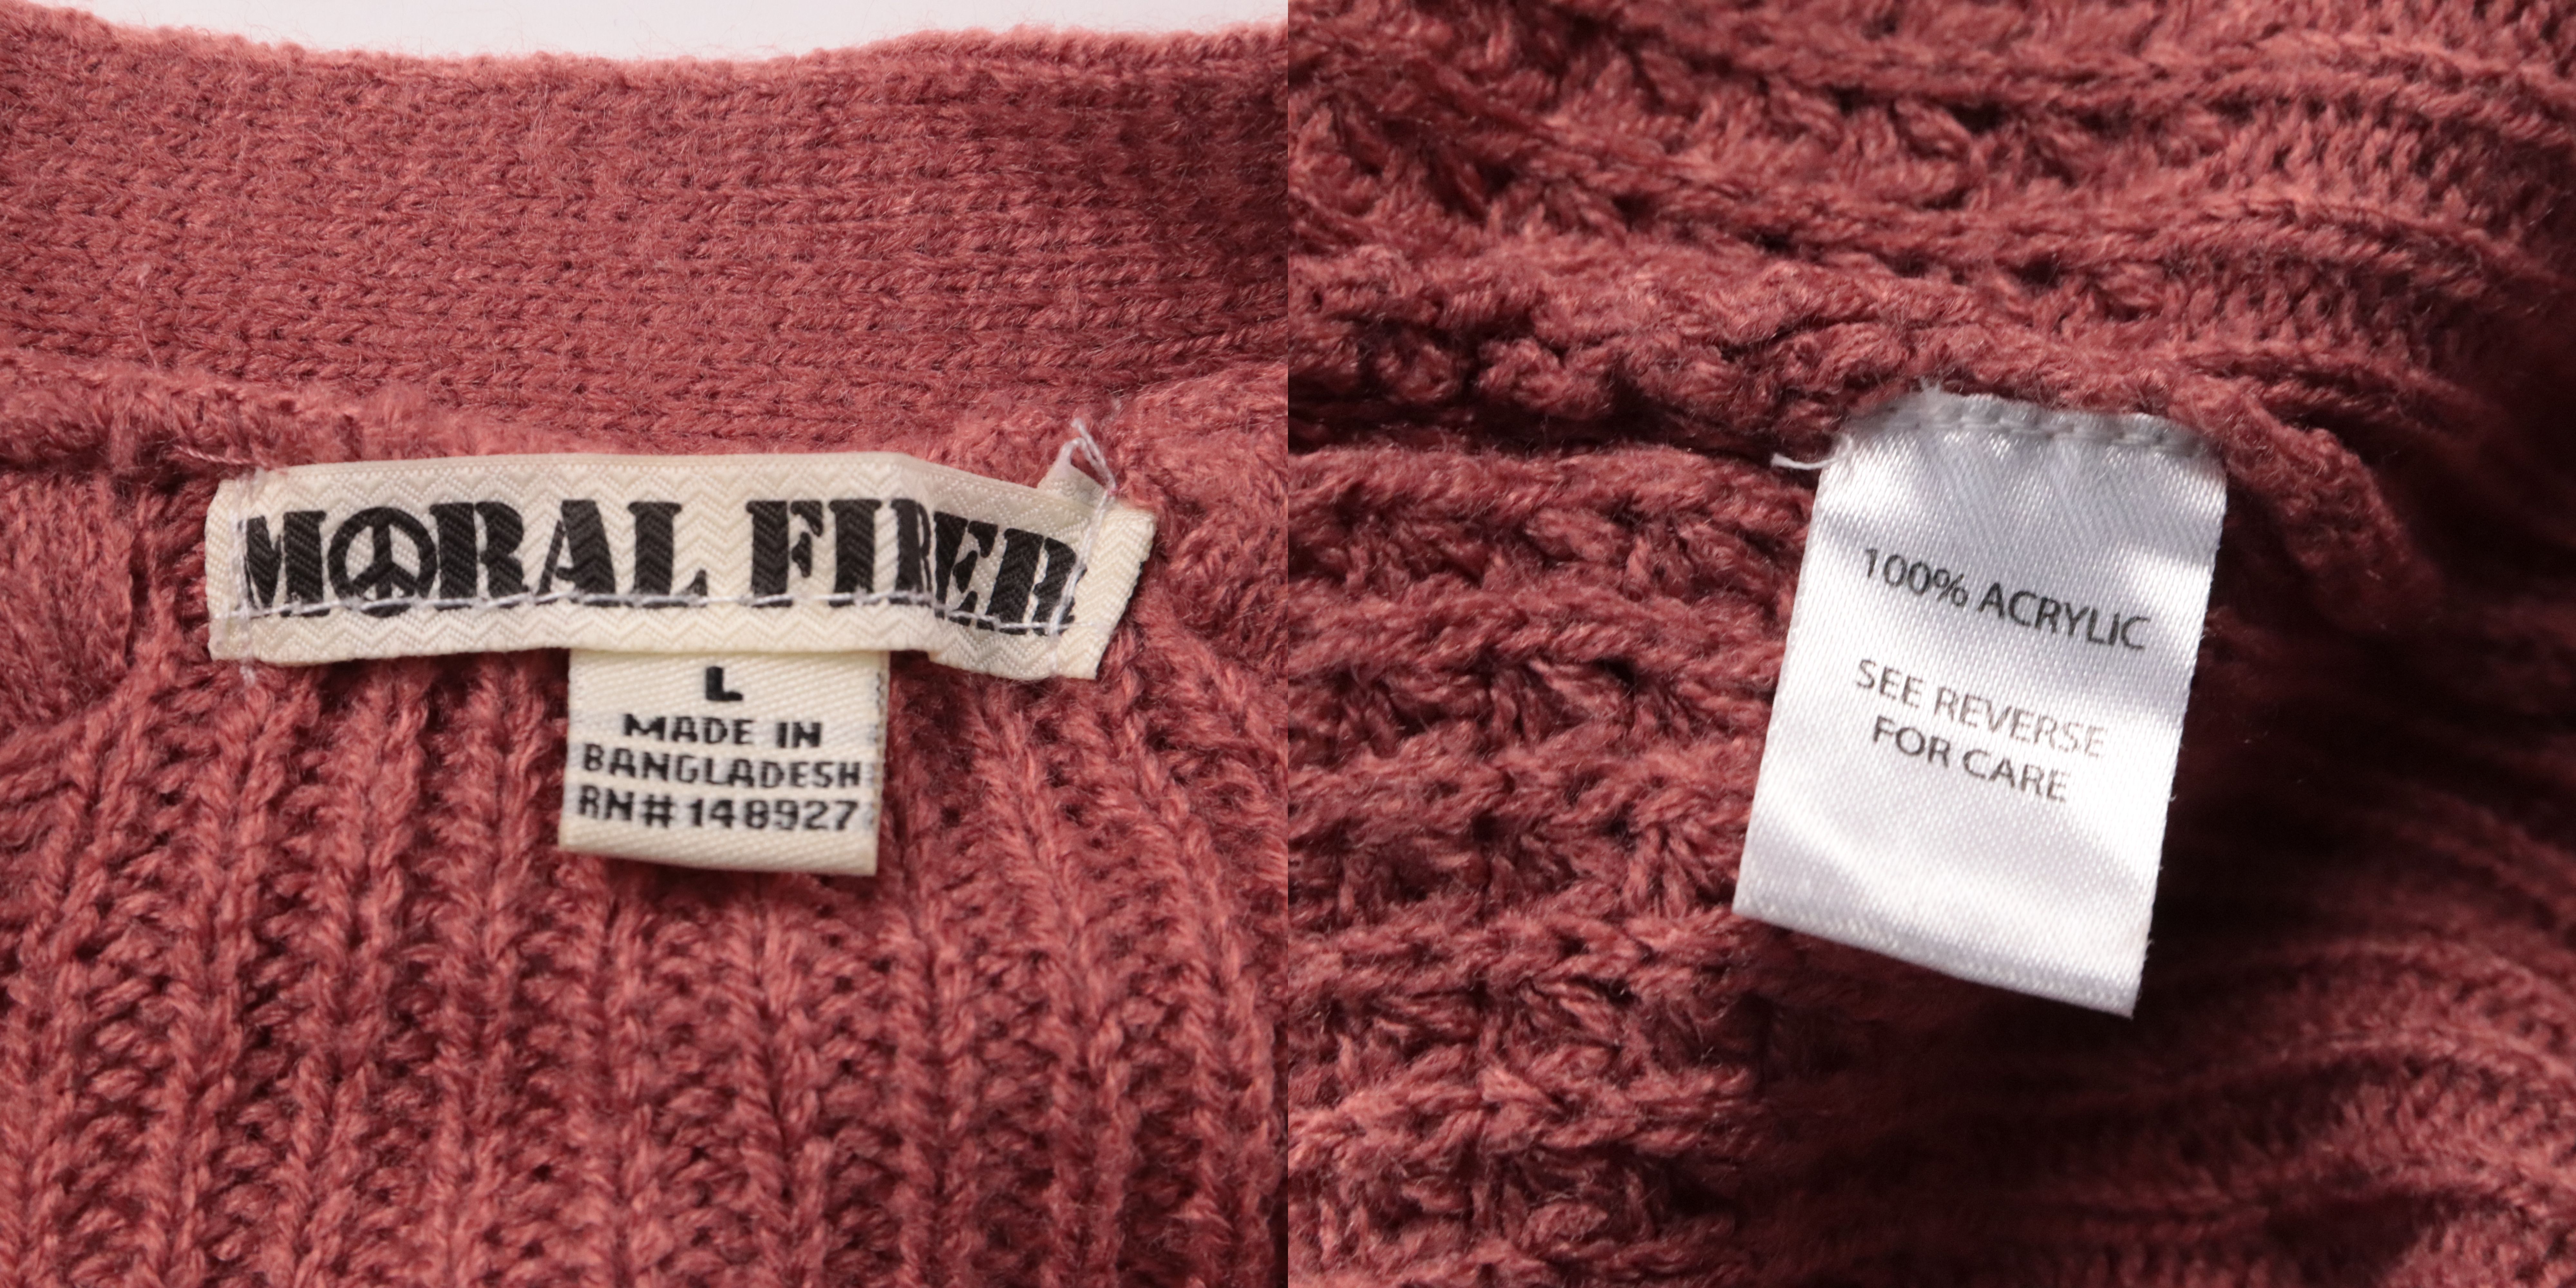 MORAL FIBER
L
MADE IN
BANGLADESH
RN#148927
100% ACRYLIC
SEE REVERSE
FOR CARE